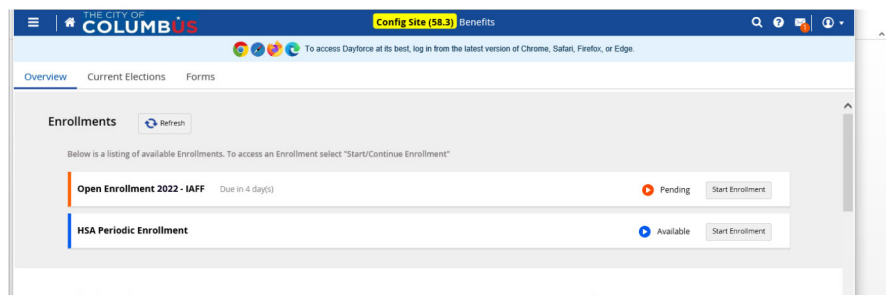 THE CITY OF
COLUMBUS
Config Site (58.3) Benefits
1
To access Dayforce at its best, log in from the latest version of Chrome, Safari, Firefox, or Edge.
Overview Current Elections Forms
Enrollments Refresh
Below is a listing of available Enrollments. To access an Enrollment select "Start/Continue Enrollment"
Open Enrollment 2022 - IAFF Due in 4 day(s) Pending Start Enrollment
HSA Periodic Enrollment Available Start Enrollment